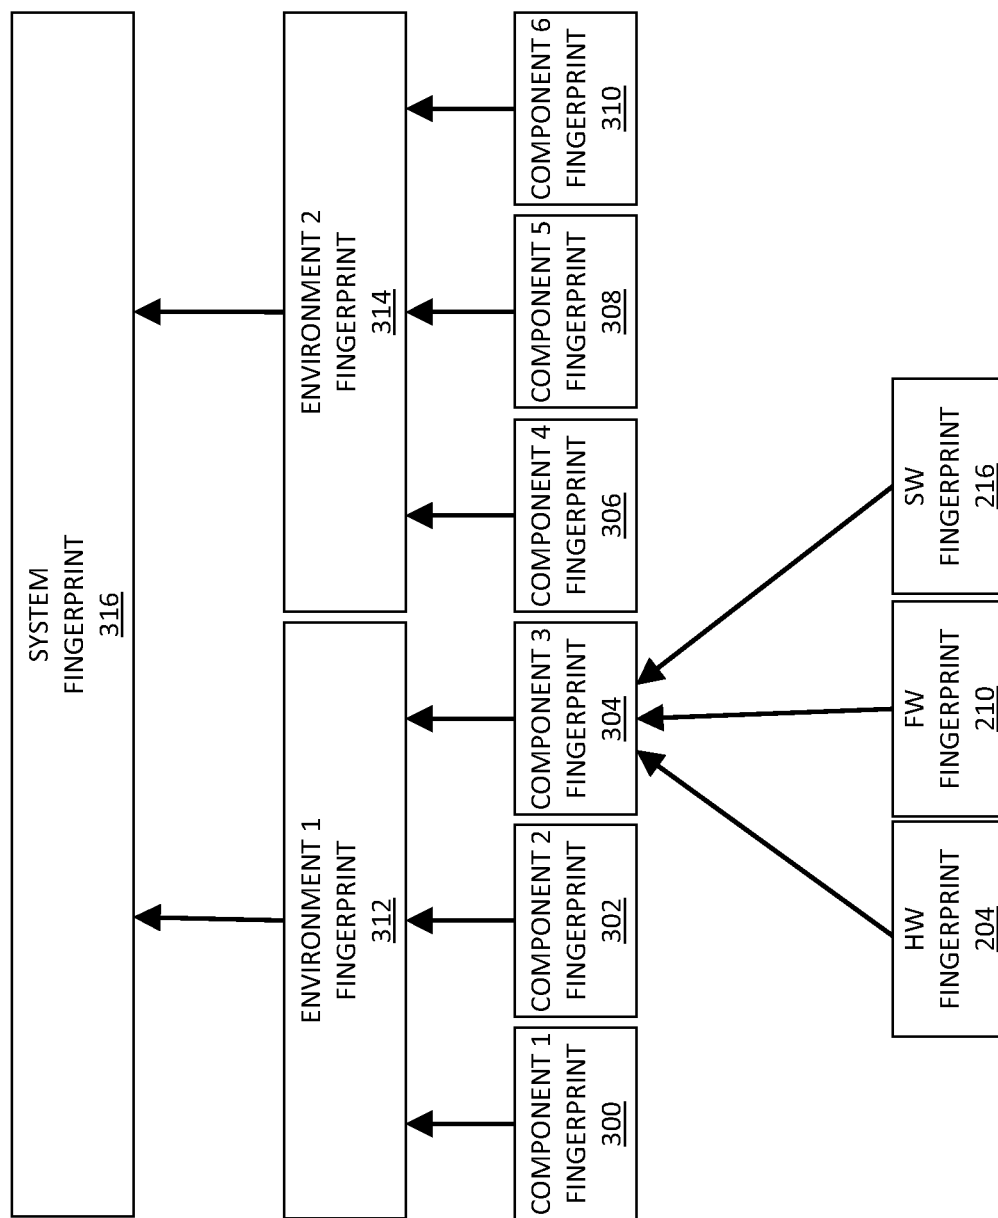 SYSTEM
FINGERPRINT
316
ENVIRONMENT 1
FINGERPRINT
312
ENVIRONMENT 2
FINGERPRINT
314
COMPONENT 1
FINGERPRINT
300
COMPONENT 2
FINGERPRINT
302
COMPONENT 3
FINGERPRINT
304
COMPONENT 4
FINGERPRINT
306
COMPONENT 5
FINGERPRINT
308
COMPONENT 6
FINGERPRINT
310
HW
FINGERPRINT
204
FW
FINGERPRINT
210
SW
FINGERPRINT
216